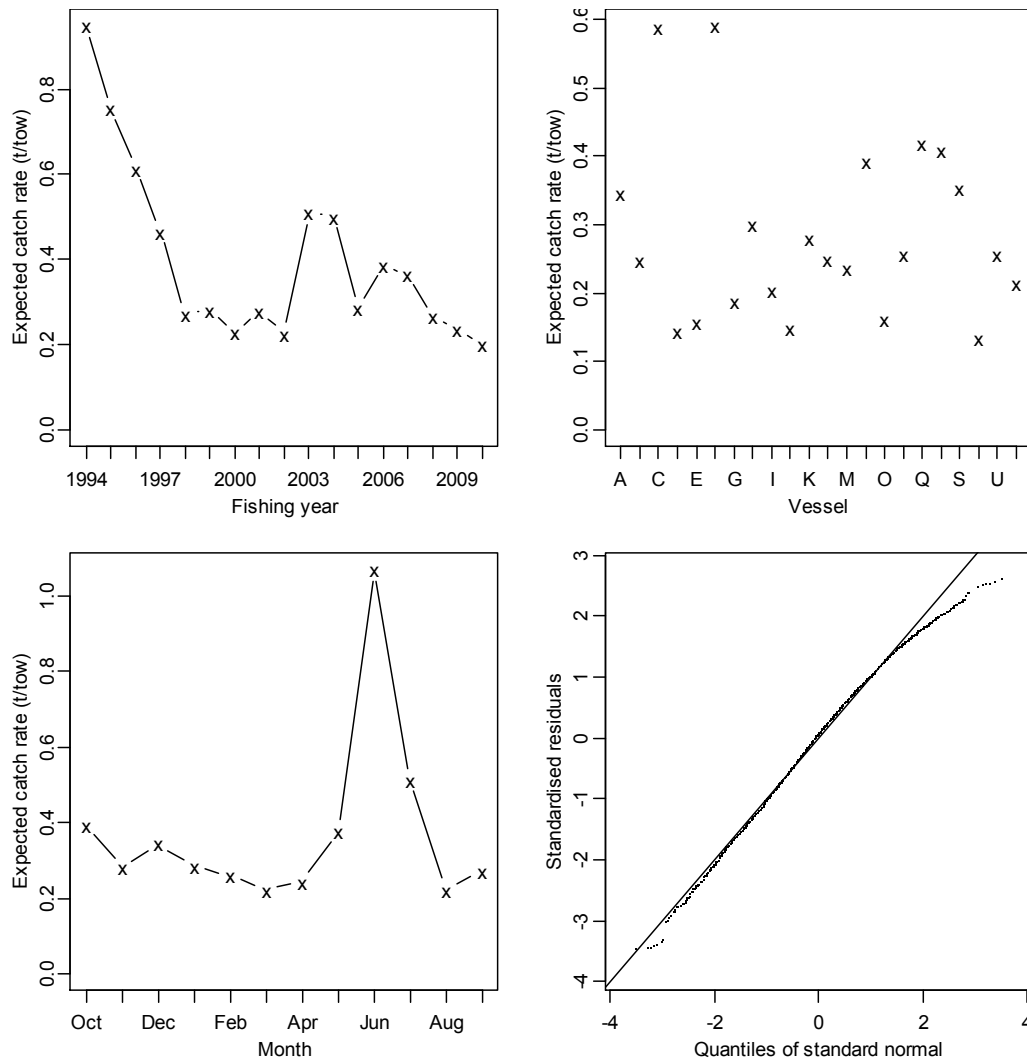 Expected catch rate (t/tow)
0.8
0.6
0.4
0.2
0.0
1994 1997 2000 2003 2006 2009
Fishing year
Expected catch rate (t/tow)
0.6
0.5
0.4
0.3
0.2
0.1
0.0
A C E G I K M O Q S U
Vessel
Expected catch rate (t/tow)
1.0
0.8
0.6
0.4
0.2
0.0
Oct Dec Feb Apr Jun Aug
Month
Standardised residuals
3
2
1
0
-1
-2
-3
-4
-4 -2 0 2 4
Quantiles of standard normal